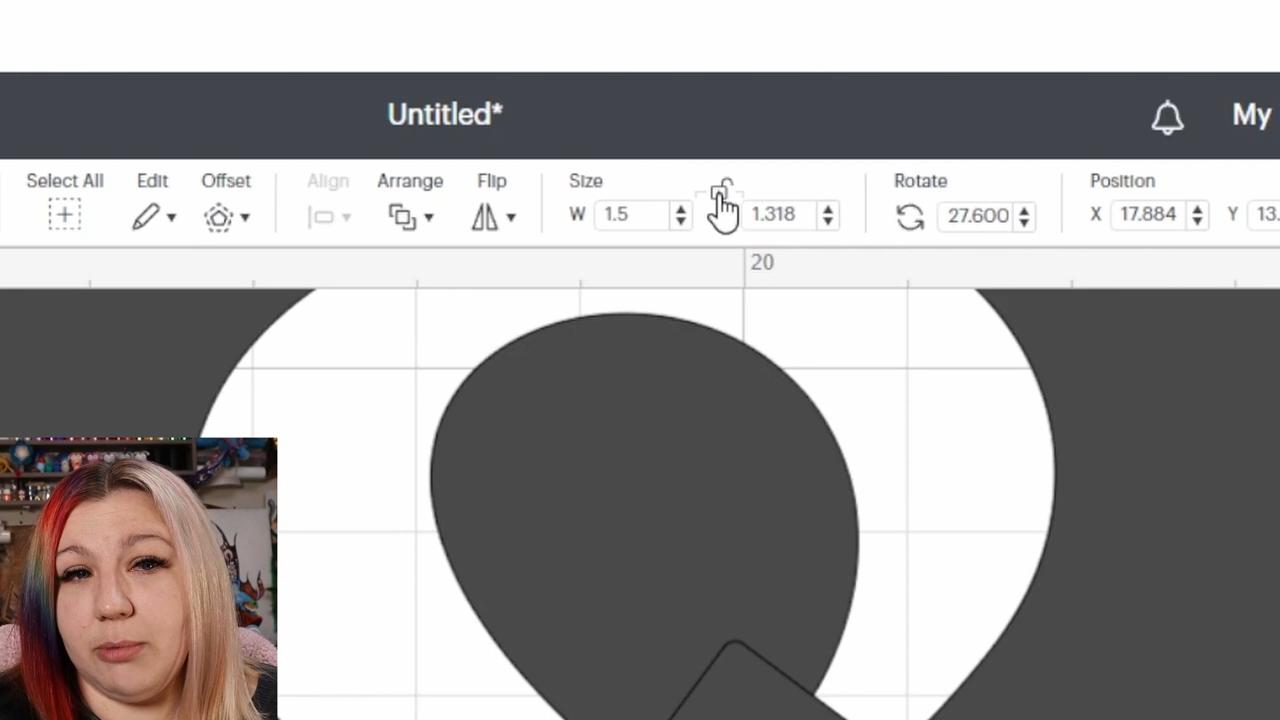 Untitled*
My
Select All
Edit
Offset
Align
Arrange
Flip
Size
Rotate
Position
W 1.5
1.318
27.600
X 17.884
Y 13.
20